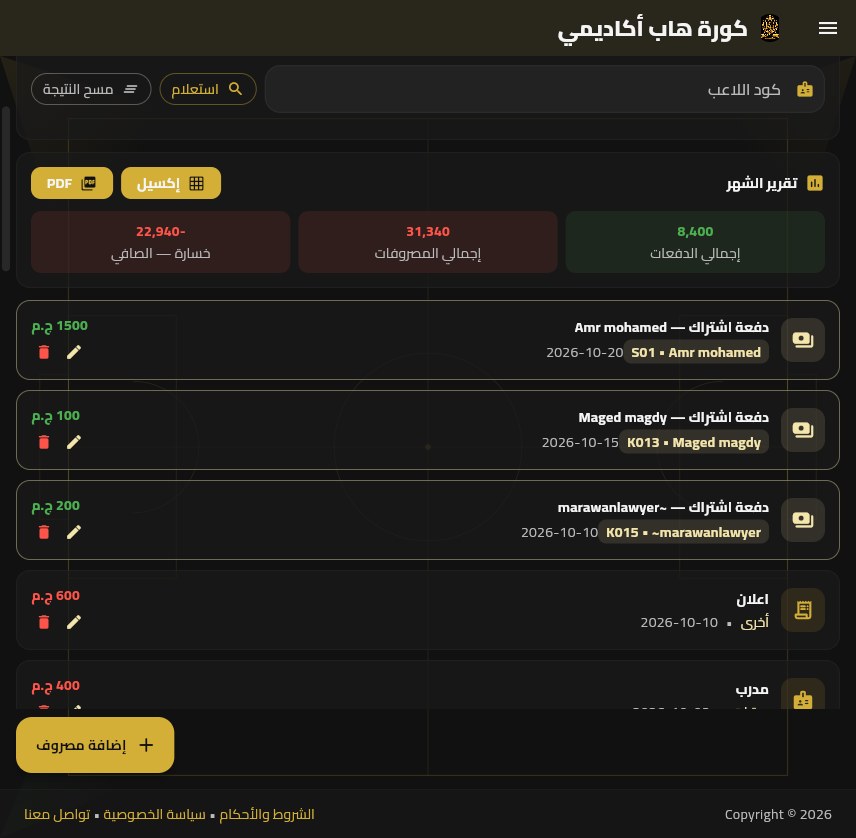 كورة هاب أكاديمي
كود اللاعب
استعلام
مسح النتيجة
تقرير الشهر
إكسيل
PDF
8,400
إجمالي الدفعات
31,340
إجمالي المصروفات
-22,940
خسارة — الصافي
دفعة اشتراك — Amr mohamed
1500 ج.م
S01 • Amr mohamed 2026-10-20
دفعة اشتراك — Maged magdy
100 ج.م
K013 • Maged magdy 2026-10-15
دفعة اشتراك — ~marawanlawyer
200 ج.م
K015 • ~marawanlawyer 2026-10-10
اعلان
600 ج.م
أخرى • 2026-10-10
مدرب
400 ج.م
إضافة مصروف
الشروط والأحكام • سياسة الخصوصية • تواصل معنا
Copyright © 2026